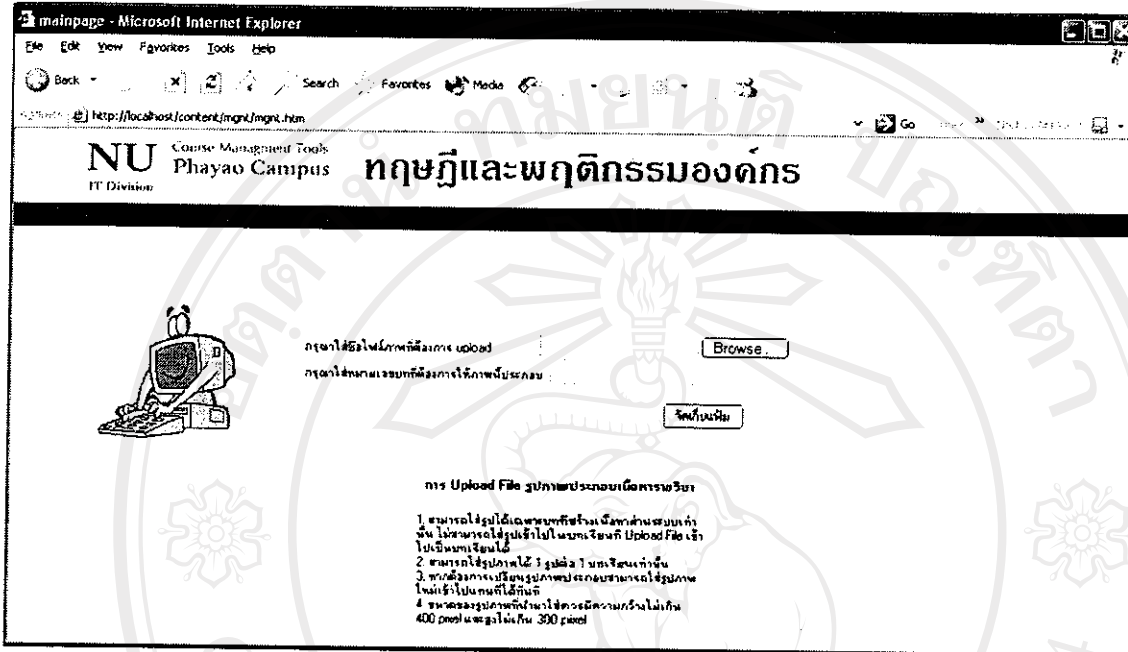 mainpage - Microsoft Internet Explorer
File Edit View Favorites Tools Help
Back Search Favorites Media
http://localhost/content/mgnt/mgnt.htm Go
NU Course Managment Tools
Phayao Campus
IT Division
ทฤษฎีและพฤติกรรมองค์กร
กรุณาใส่ชื่อไฟล์ภาพที่ต้องการ upload Browse...
กรุณาใส่หมายเลขบทที่ต้องการให้ภาพนี้ประกอบ
จัดเก็บแฟ้ม
การ Upload File รูปภาพประกอบเนื้อหารายวิชา
1. สามารถใส่รูปได้เฉพาะบทที่สร้างเนื้อหาผ่านระบบเท่า
นั้น ไม่สามารถใส่รูปเข้าไปในบทเรียนที่ Upload File เข้า
ไปเป็นบทเรียนได้
2. สามารถใส่รูปภาพได้ 1 รูปต่อ 1 บทเรียนเท่านั้น
3. หากต้องการเปลี่ยนรูปภาพประกอบสามารถใส่รูปภาพ
ใหม่เข้าไปแทนที่ได้ทันที
4. ขนาดของรูปภาพที่นำมาใช้ควรมีความกว้างไม่เกิน
400 pixel และสูงไม่เกิน 300 pixel